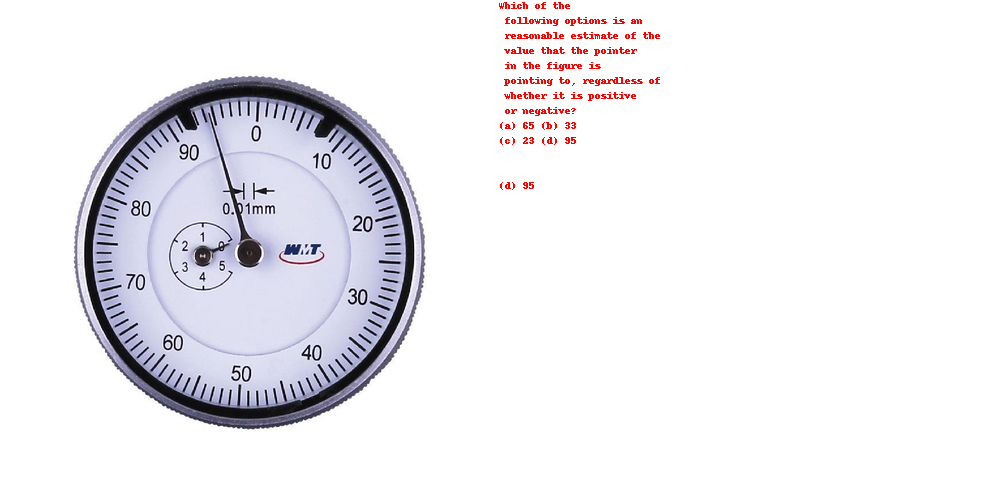 Which of the
following options is an
reasonable estimate of the
value that the pointer
in the figure is
pointing to, regardless of
whether it is positive
or negative?
(a) 65 (b) 33
(c) 23 (d) 95
(d) 95
0
10
20
30
40
50
60
70
80
90
0.01mm
WMT
0
1
2
3
4
5